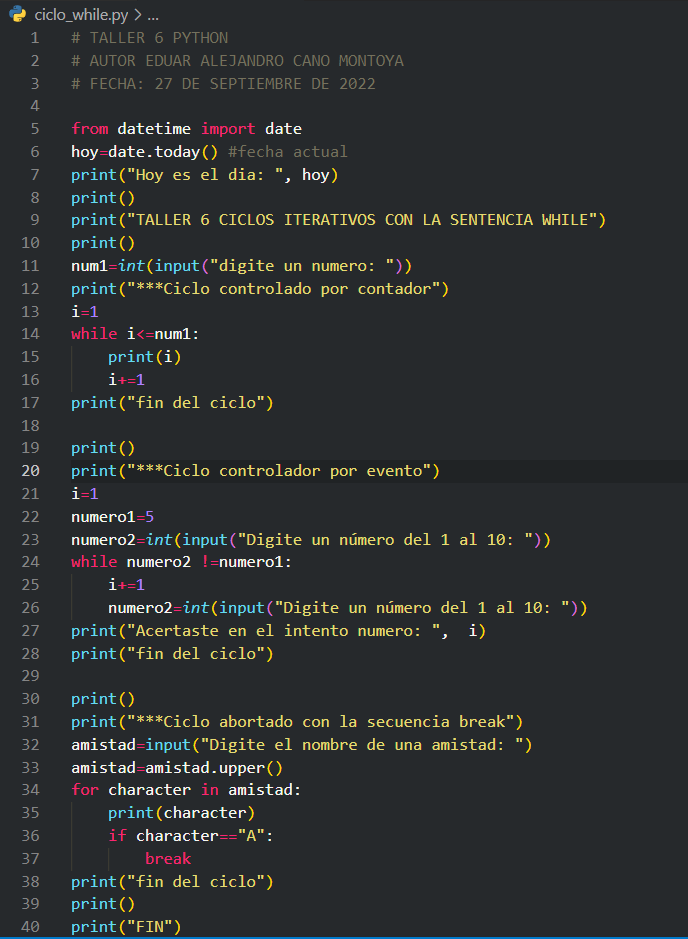 ciclo_while.py > ...
1 # TALLER 6 PYTHON
2 # AUTOR EDUAR ALEJANDRO CANO MONTOYA
3 # FECHA: 27 DE SEPTIEMBRE DE 2022
4
5 from datetime import date
6 hoy=date.today() #fecha actual
7 print("Hoy es el dia: ", hoy)
8 print()
9 print("TALLER 6 CICLOS ITERATIVOS CON LA SENTENCIA WHILE")
10 print()
11 num1=int(input("digite un numero: "))
12 print("***Ciclo controlado por contador")
13 i=1
14 while i<=num1:
15     print(i)
16     i+=1
17 print("fin del ciclo")
18
19 print()
20 print("***Ciclo controlador por evento")
21 i=1
22 numero1=5
23 numero2=int(input("Digite un número del 1 al 10: "))
24 while numero2 !=numero1:
25     i+=1
26     numero2=int(input("Digite un número del 1 al 10: "))
27 print("Acertaste en el intento numero: ",  i)
28 print("fin del ciclo")
29
30 print()
31 print("***Ciclo abortado con la secuencia break")
32 amistad=input("Digite el nombre de una amistad: ")
33 amistad=amistad.upper()
34 for character in amistad:
35     print(character)
36     if character=="A":
37         break
38 print("fin del ciclo")
39 print()
40 print("FIN")